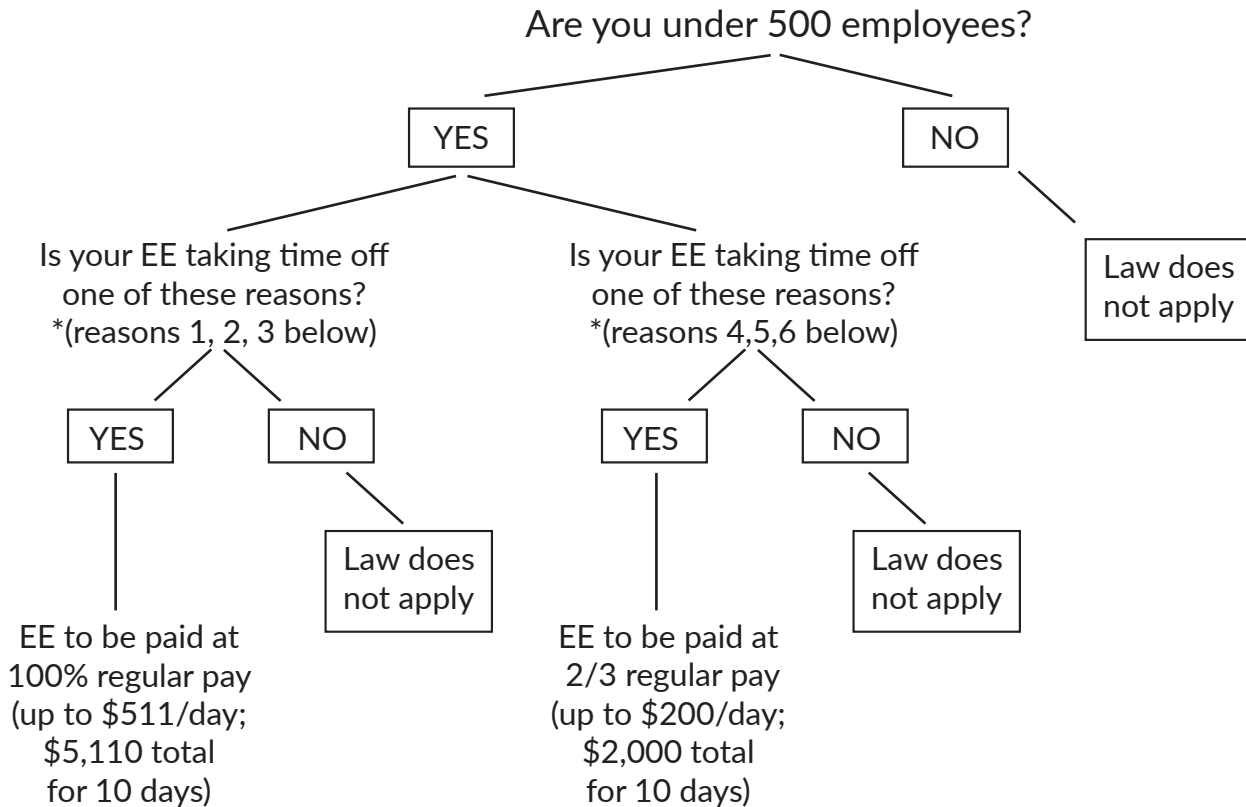 Are you under 500 employees?
YES
NO
Is your EE taking time off
one of these reasons?
*(reasons 1, 2, 3 below)
Is your EE taking time off
one of these reasons?
*(reasons 4,5,6 below)
Law does
not apply
YES
NO
YES
NO
Law does
not apply
Law does
not apply
EE to be paid at
100% regular pay
(up to $511/day;
$5,110 total
for 10 days)
EE to be paid at
2/3 regular pay
(up to $200/day;
$2,000 total
for 10 days)